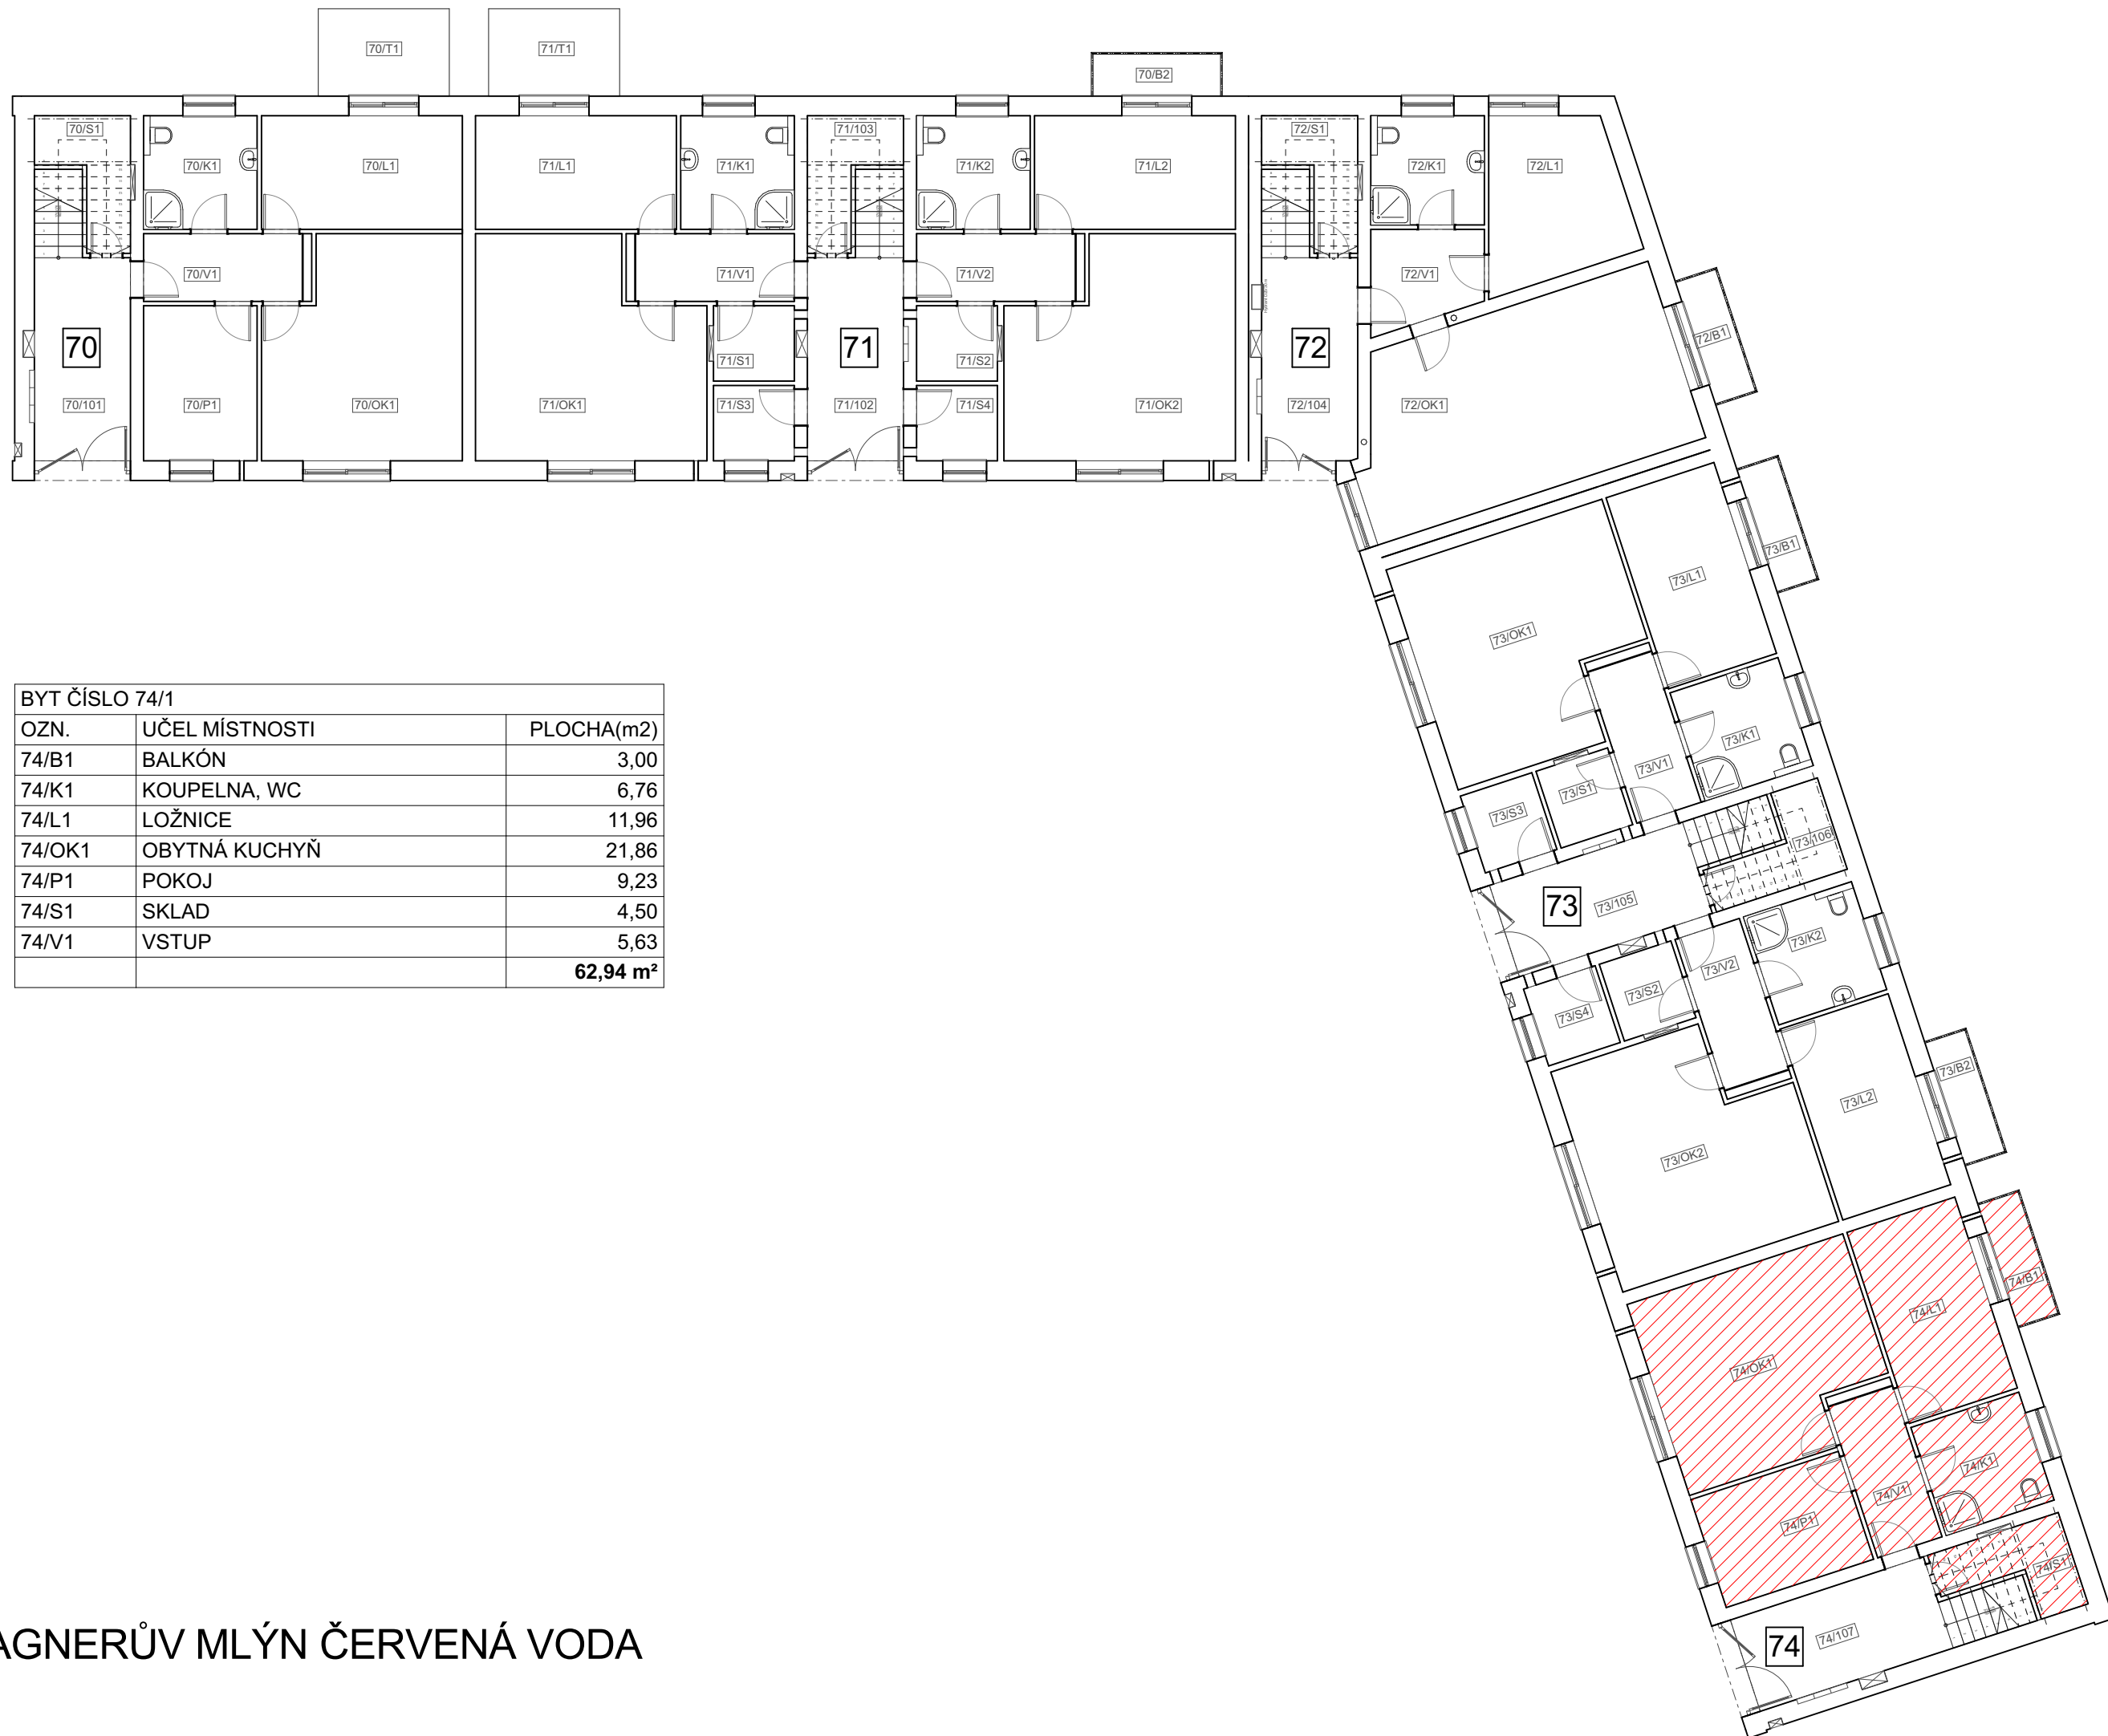 70/T1
71/T1
70/B2
70/S1
70/K1
70/L1
71/L1
71/K1
71/103
71/K2
71/L2
72/S1
72/K1
72/L1
70/V1
71/V1
71/V2
72/V1
70
71/S1
71
71/S2
72
72/B1
70/101
70/P1
70/OK1
71/OK1
71/S3
71/102
71/S4
71/OK2
72/104
72/OK1
73/B1
73/L1
73/OK1
73/K1
73/V1
73/S1
73/S3
73/106
73
73/105
73/K2
73/V2
73/S2
73/S4
73/B2
73/L2
73/OK2
74/B1
74/L1
74/OK1
74/K1
74/V1
74/P1
74/S1
74
74/107
BYT ČÍSLO 74/1
OZN. UČEL MÍSTNOSTI PLOCHA(m2)
74/B1 BALKÓN 3,00
74/K1 KOUPELNA, WC 6,76
74/L1 LOŽNICE 11,96
74/OK1 OBYTNÁ KUCHYŇ 21,86
74/P1 POKOJ 9,23
74/S1 SKLAD 4,50
74/V1 VSTUP 5,63
62,94 m²
AGNERŮV MLÝN ČERVENÁ VODA